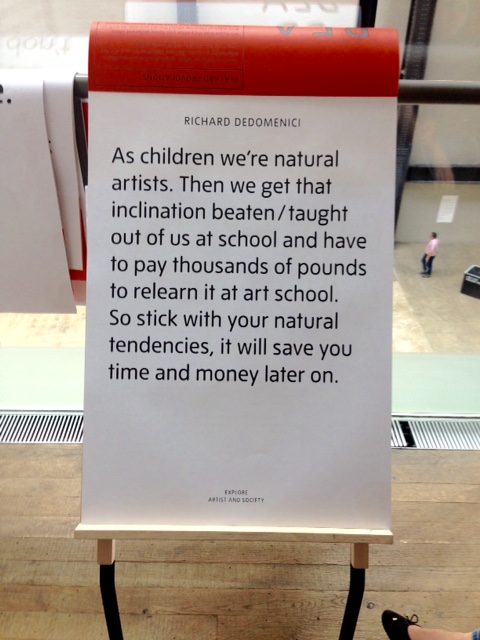 RICHARD DEDOMENICI
As children we're natural
artists. Then we get that
inclination beaten/taught
out of us at school and have
to pay thousands of pounds
to relearn it at art school.
So stick with your natural
tendencies, it will save you
time and money later on.
EXPLORE
ARTIST AND SOCIETY